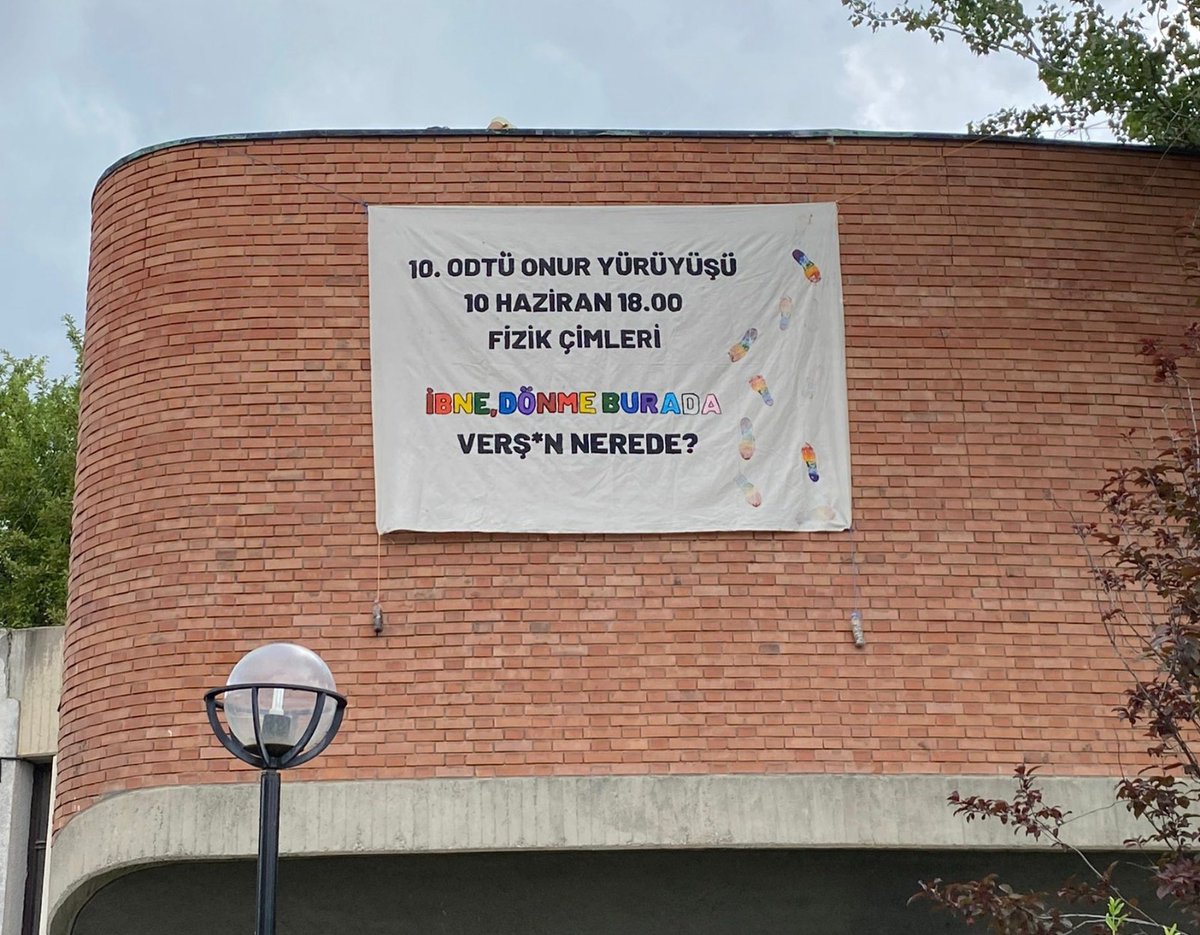 10. ODTÜ ONUR YÜRÜYÜŞÜ
10 HAZİRAN 18.00
FİZİK ÇİMLERİ
İBNE,DÖNME BURADA
VERŞ*N NEREDE?